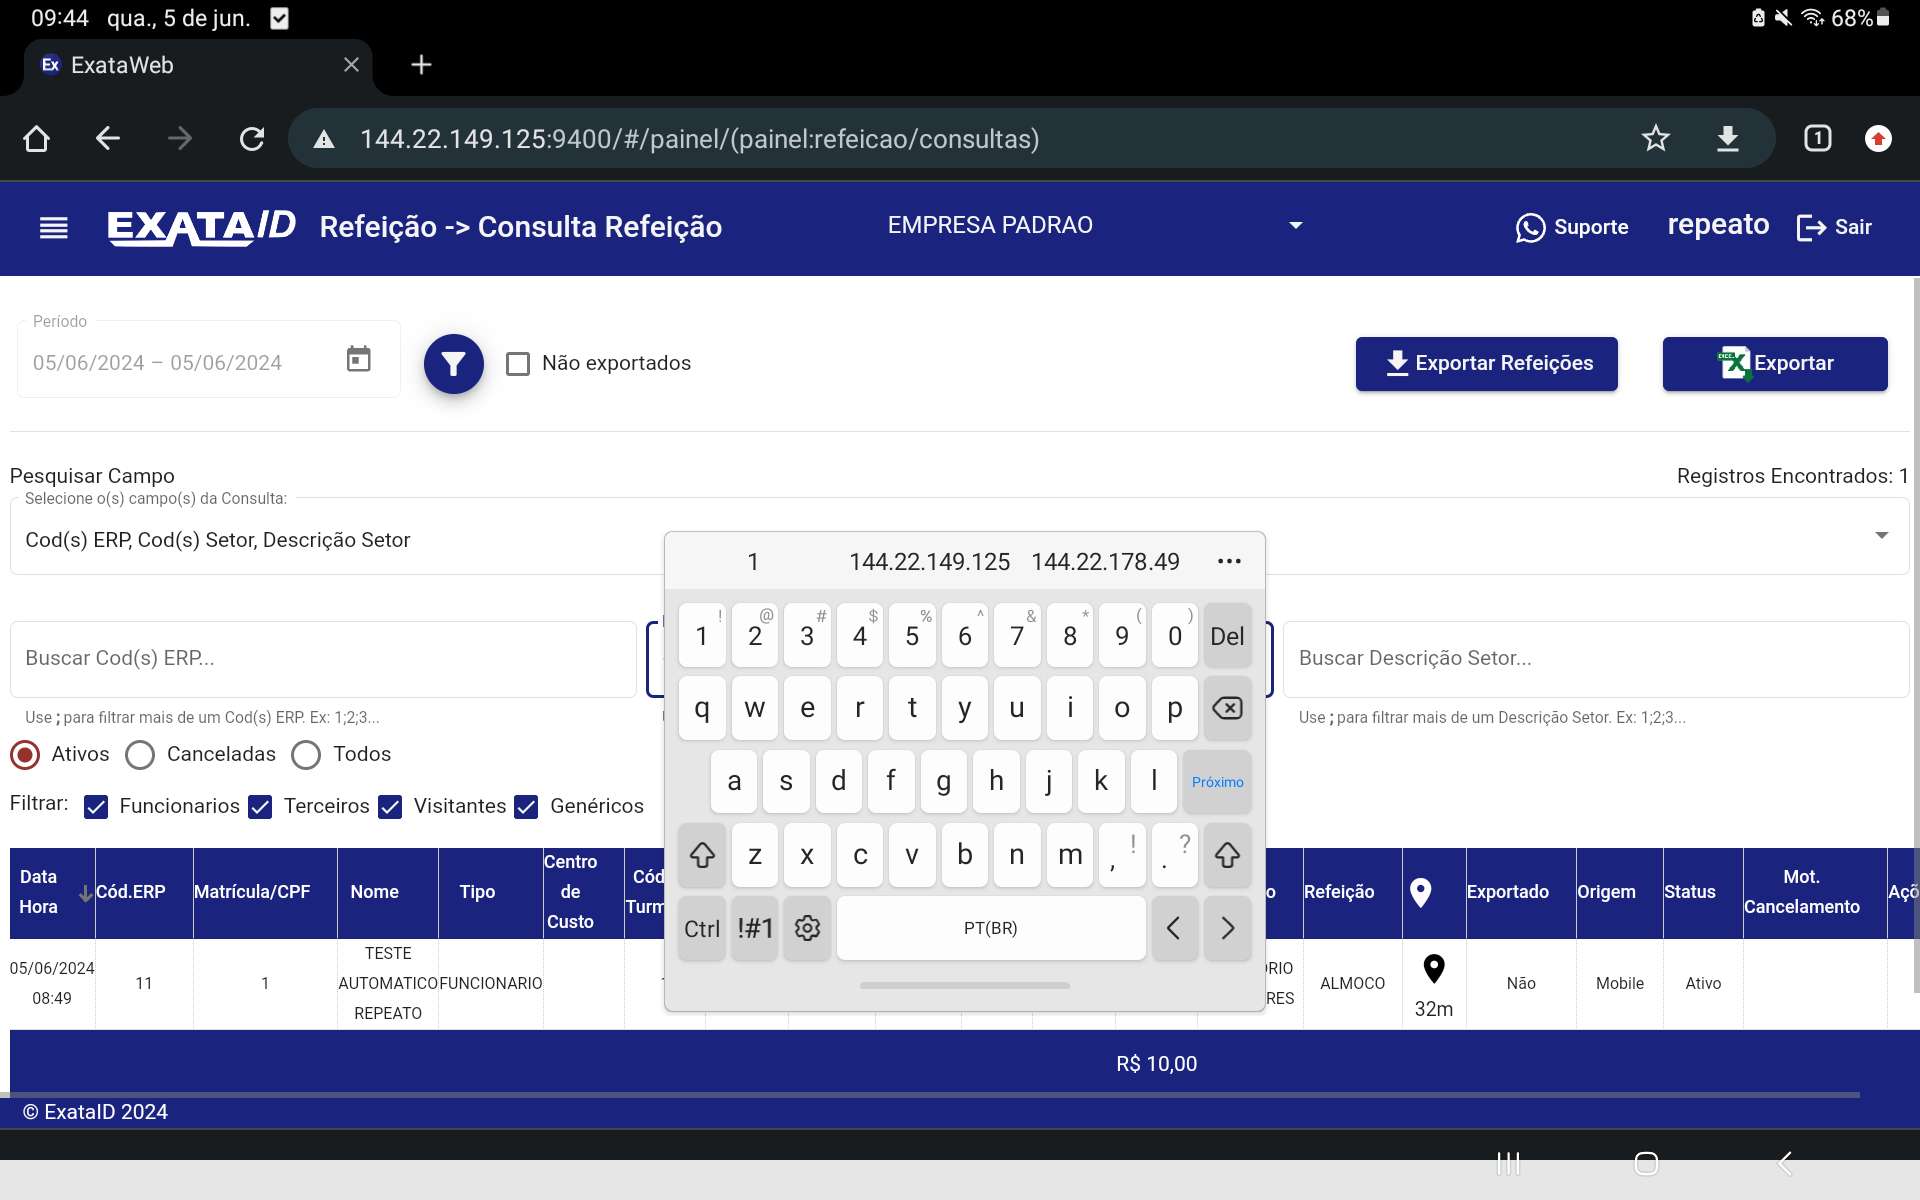 09:44 qua., 5 de jun.
68%
Ex ExataWeb
144.22.149.125:9400/#/painel/(painel:refeicao/consultas)
1
EXATAID Refeição -> Consulta Refeição
EMPRESA PADRAO
Suporte
repeato
Sair
Período
05/06/2024 – 05/06/2024
Não exportados
Exportar Refeições
Exportar
Pesquisar Campo
Registros Encontrados: 1
Selecione o(s) campo(s) da Consulta:
Cod(s) ERP, Cod(s) Setor, Descrição Setor
1 144.22.149.125 144.22.178.49
! @ # $ % ^ & * ( )
1 2 3 4 5 6 7 8 9 0 Del
q w e r t y u i o p
a s d f g h j k l Próximo
z x c v b n m , ! . ?
Ctrl !#1 PT(BR)
Buscar Cod(s) ERP...
Buscar Descrição Setor...
Use ; para filtrar mais de um Cod(s) ERP. Ex: 1;2;3...
Use ; para filtrar mais de um Descrição Setor. Ex: 1;2;3...
Ativos Canceladas Todos
Filtrar: Funcionarios Terceiros Visitantes Genéricos
Data Hora
Cód.ERP
Matrícula/CPF
Nome
Tipo
Centro de Custo
Cód
Turm
Refeição
Exportado
Origem
Status
Mot. Cancelamento
Açõ
05/06/2024 08:49
11
1
TESTE AUTOMATICO REPEATO
FUNCIONARIO
RIO
RES
ALMOCO
32m
Não
Mobile
Ativo
R$ 10,00
© ExataID 2024